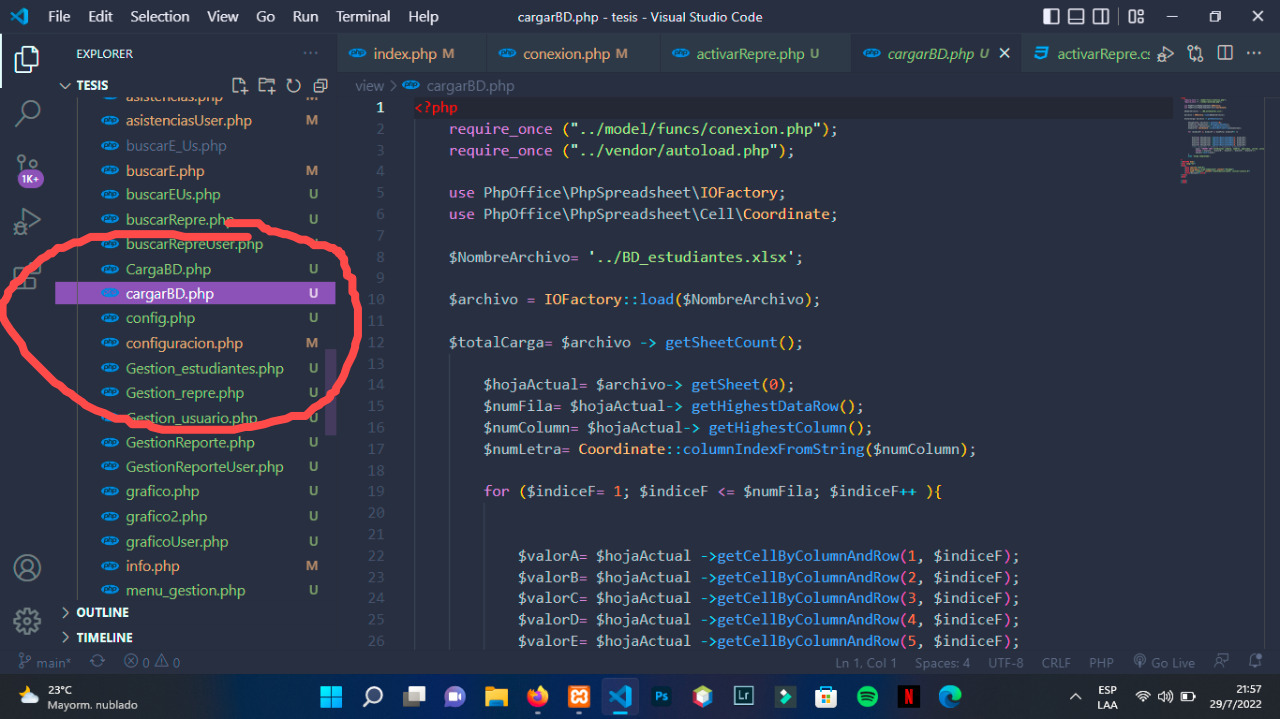 File Edit Selection View Go Run Terminal Help cargarBD.php - tesis - Visual Studio Code
EXPLORER
index.php M conexion.php M activarRepre.php U cargarBD.php U activarRepre.cs
TESIS
view > cargarBD.php
asistencias.php M
asistenciasUser.php M
buscarE_Us.php
buscarE.php M
buscarEUs.php U
buscarRepre.php U
buscarRepreUser.php U
CargaBD.php U
cargarBD.php U
config.php U
configuracion.php M
Gestion_estudiantes.php U
Gestion_repre.php U
Gestion_usuario.php U
GestionReporte.php U
GestionReporteUser.php U
grafico.php U
grafico2.php U
graficoUser.php U
info.php M
menu_gestion.php U
OUTLINE
TIMELINE
1K+
1 <?php
2 require_once ("../model/funcs/conexion.php");
3 require_once ("../vendor/autoload.php");
4
5 use PhpOffice\PhpSpreadsheet\IOFactory;
6 use PhpOffice\PhpSpreadsheet\Cell\Coordinate;
7
8 $NombreArchivo= '../BD_estudiantes.xlsx';
9
10 $archivo = IOFactory::load($NombreArchivo);
11
12 $totalCarga= $archivo -> getSheetCount();
13
14 $hojaActual= $archivo-> getSheet(0);
15 $numFila= $hojaActual-> getHighestDataRow();
16 $numColumn= $hojaActual-> getHighestColumn();
17 $numLetra= Coordinate::columnIndexFromString($numColumn);
18
19 for ($indiceF= 1; $indiceF <= $numFila; $indiceF++ ){
20
21
22 $valorA= $hojaActual ->getCellByColumnAndRow(1, $indiceF);
23 $valorB= $hojaActual ->getCellByColumnAndRow(2, $indiceF);
24 $valorC= $hojaActual ->getCellByColumnAndRow(3, $indiceF);
25 $valorD= $hojaActual ->getCellByColumnAndRow(4, $indiceF);
26 $valorE= $hojaActual ->getCellByColumnAndRow(5, $indiceF);
main* 0 0 Ln 1, Col 1 Spaces: 4 UTF-8 CRLF PHP Go Live
23°C
Mayorm. nublado
Ps Lr N
ESP
LAA
21:57
29/7/2022